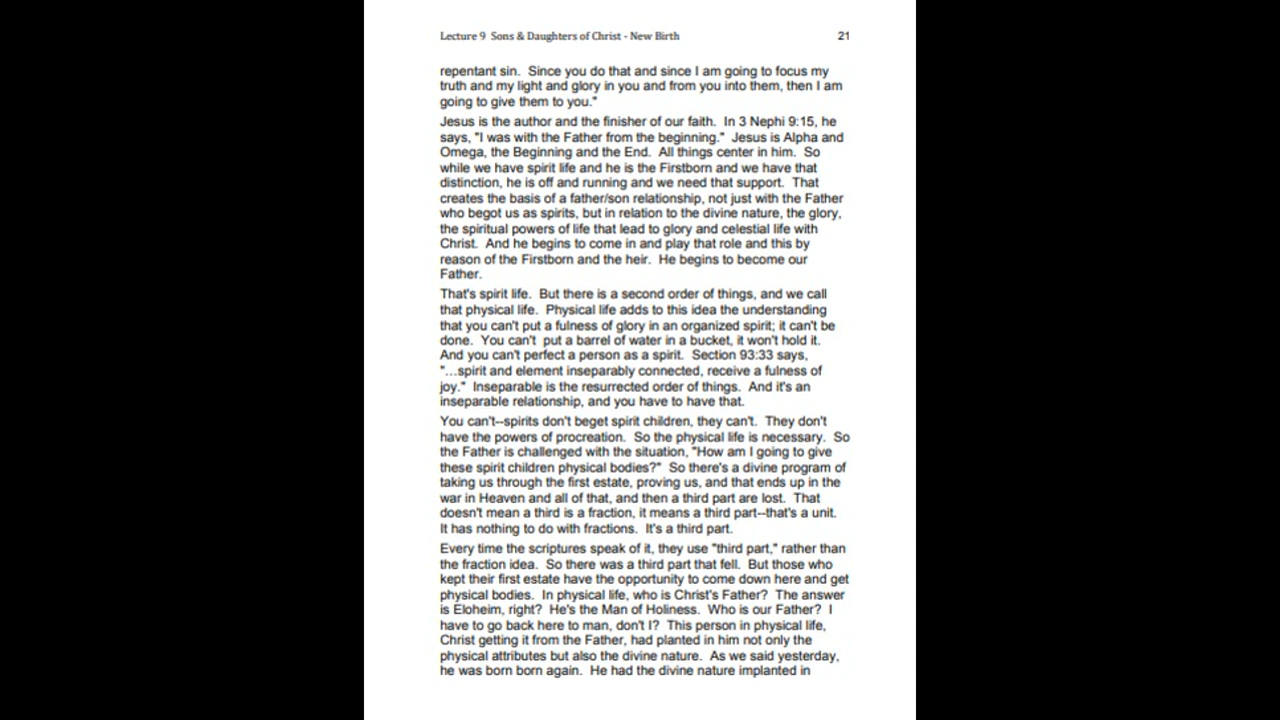 Lecture 9  Sons & Daughters of Christ - New Birth 21
repentant sin.  Since you do that and since I am going to focus my
truth and my light and glory in you and from you into them, then I am
going to give them to you."
Jesus is the author and the finisher of our faith.  In 3 Nephi 9:15, he
says, "I was with the Father from the beginning."  Jesus is Alpha and
Omega, the Beginning and the End.  All things center in him.  So
while we have spirit life and he is the Firstborn and we have that
distinction, he is off and running and we need that support.  That
creates the basis of a father/son relationship, not just with the Father
who begot us as spirits, but in relation to the divine nature, the glory,
the spiritual powers of life that lead to glory and celestial life with
Christ.  And he begins to come in and play that role and this by
reason of the Firstborn and the heir.  He begins to become our
Father.
That's spirit life.  But there is a second order of things, and we call
that physical life.  Physical life adds to this idea the understanding
that you can't put a fulness of glory in an organized spirit; it can't be
done.  You can't  put a barrel of water in a bucket, it won't hold it.
And you can't perfect a person as a spirit.  Section 93:33 says,
"…spirit and element inseparably connected, receive a fulness of
joy."  Inseparable is the resurrected order of things.  And it's an
inseparable relationship, and you have to have that.
You can't--spirits don't beget spirit children, they can't.  They don't
have the powers of procreation.  So the physical life is necessary.  So
the Father is challenged with the situation, "How am I going to give
these spirit children physical bodies?"  So there's a divine program of
taking us through the first estate, proving us, and that ends up in the
war in Heaven and all of that, and then a third part are lost.  That
doesn't mean a third is a fraction, it means a third part--that's a unit.
It has nothing to do with fractions.  It's a third part.
Every time the scriptures speak of it, they use "third part," rather than
the fraction idea.  So there was a third part that fell.  But those who
kept their first estate have the opportunity to come down here and get
physical bodies.  In physical life, who is Christ's Father?  The answer
is Eloheim, right?  He's the Man of Holiness.  Who is our Father?  I
have to go back here to man, don't I?  This person in physical life,
Christ getting it from the Father, had planted in him not only the
physical attributes but also the divine nature.  As we said yesterday,
he was born born again.  He had the divine nature implanted in